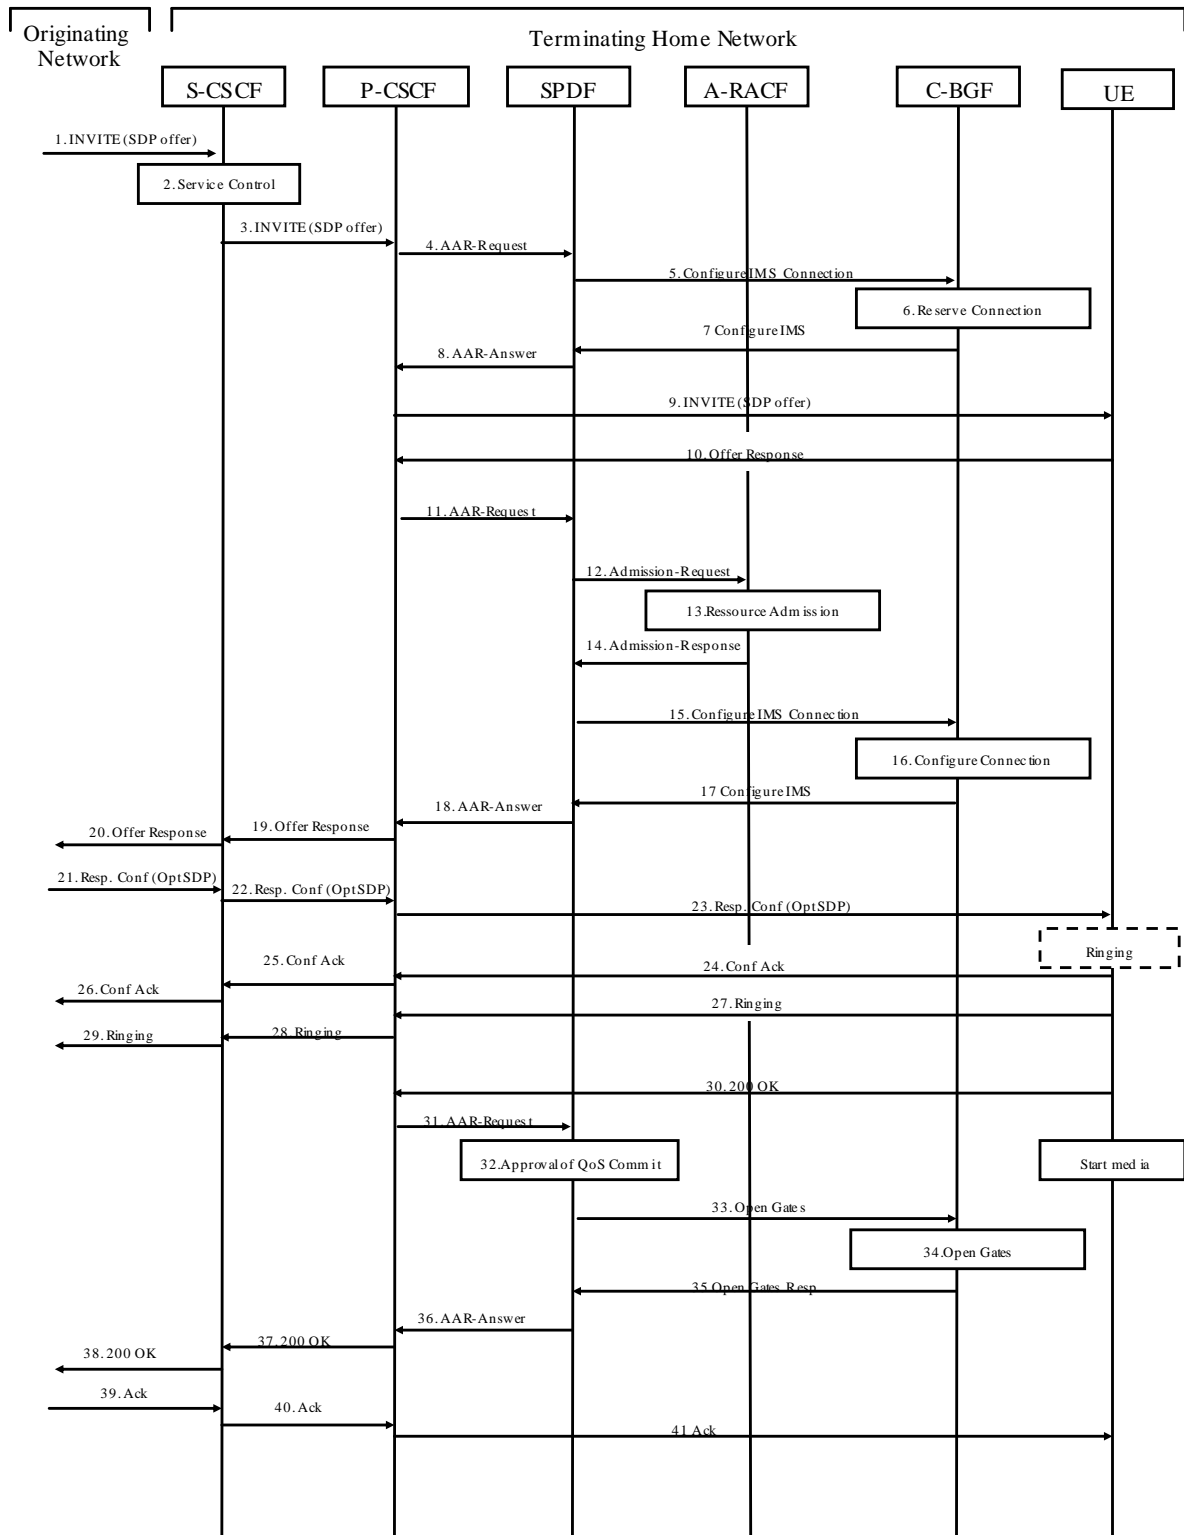 Originating
Network
Terminating Home Network
S-CSCF
P-CSCF
SPDF
A-RACF
C-BGF
UE
1.INVITE(SDP offer)
2.Service Control
3.INVITE(SDP offer)
4.AAR-Request
5.Configure IMS Connection
6.Reserve Connection
7 Configure IMS
8.AAR-Answer
9.INVITE(SDP offer)
10.Offer Response
11.AAR-Request
12.Admission-Request
13.Ressource Admission
14.Admission-Response
15.Configure IMS Connection
16.Configure Connection
17 Configure IMS
18.AAR-Answer
19.Offer Response
20.Offer Response
21.Resp. Conf (OptSDP)
22.Resp. Conf (OptSDP)
23.Resp. Conf (OptSDP)
Ringing
24.Conf Ack
25.Conf Ack
26.Conf Ack
27.Ringing
28.Ringing
29.Ringing
30.200 OK
31.AAR-Request
32.Approval of QoS Commit
Start media
33.Open Gates
34.Open Gates
35 Open Gates Resp
36.AAR-Answer
37.200 OK
38.200 OK
39.Ack
40.Ack
41 Ack